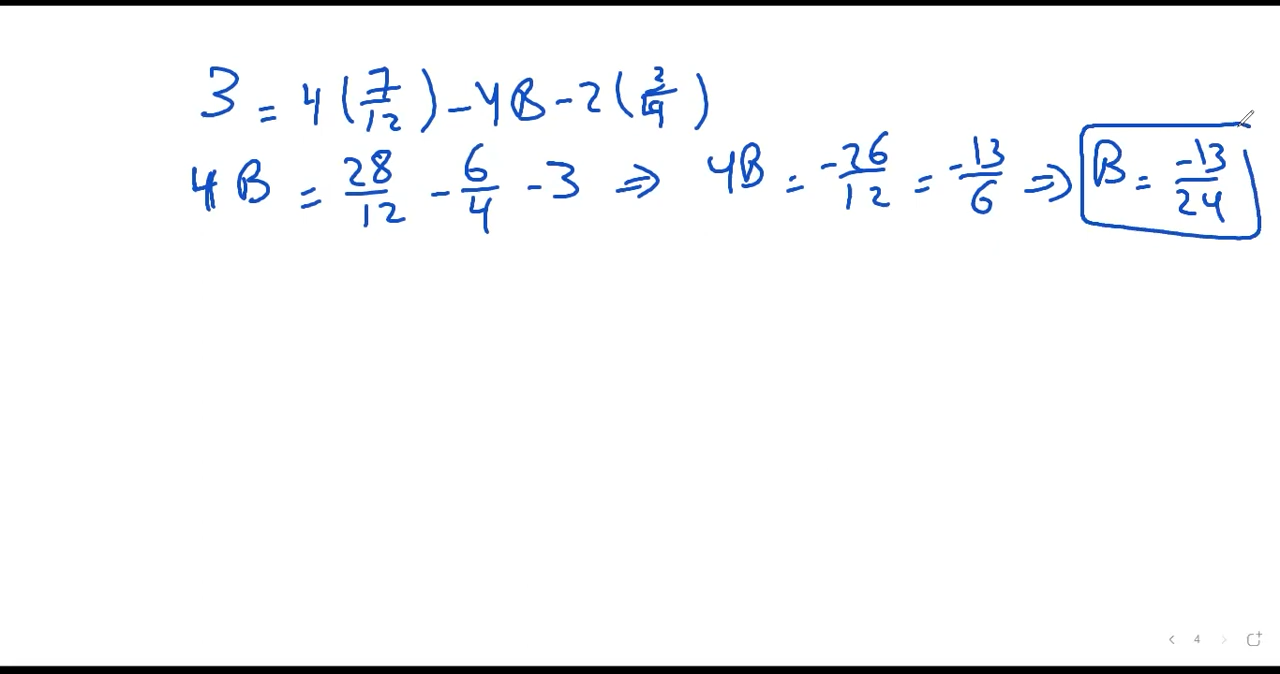 3 = 4(7/12) - 4B - 2(3/4)
4B = 28/12 - 6/4 - 3 ⇒ 4B = -26/12 = -13/6 ⇒ B = -13/24
< 4 >